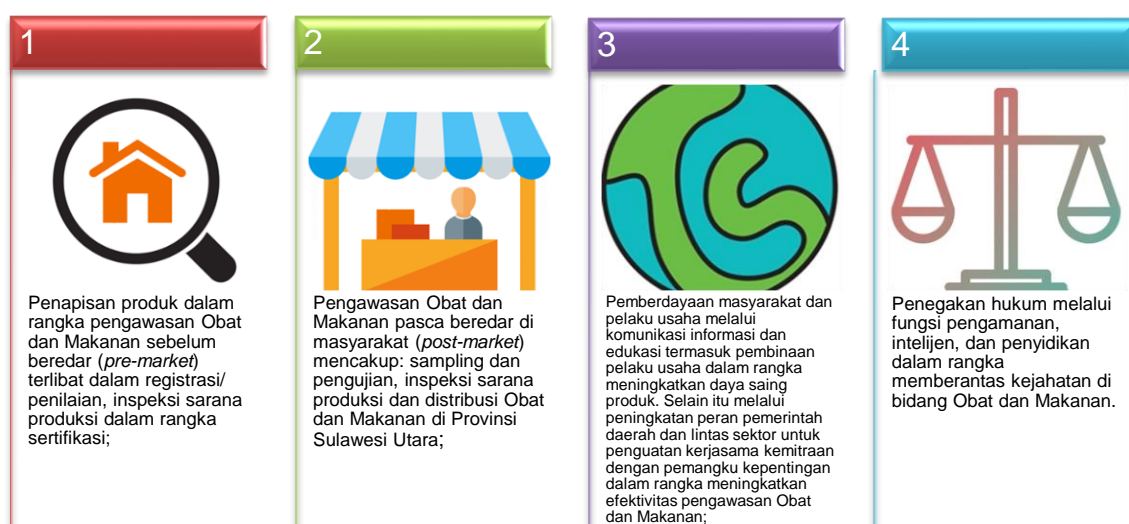 1
Penapisan produk dalam
rangka pengawasan Obat
dan Makanan sebelum
beredar (pre-market)
terlibat dalam registrasi/
penilaian, inspeksi sarana
produksi dalam rangka
sertifikasi;
2
Pengawasan Obat dan
Makanan pasca beredar di
masyarakat (post-market)
mencakup: sampling dan
pengujian, inspeksi sarana
produksi dan distribusi Obat
dan Makanan di Provinsi
Sulawesi Utara;
3
Pemberdayaan masyarakat dan
pelaku usaha melalui
komunikasi informasi dan
edukasi termasuk pembinaan
pelaku usaha dalam rangka
meningkatkan daya saing
produk. Selain itu melalui
peningkatan peran pemerintah
daerah dan lintas sektor untuk
penguatan kerjasama kemitraan
dengan pemangku kepentingan
dalam rangka meningkatkan
efektivitas pengawasan Obat
dan Makanan;
4
Penegakan hukum melalui
fungsi pengamanan,
intelijen, dan penyidikan
dalam rangka
memberantas kejahatan di
bidang Obat dan Makanan.